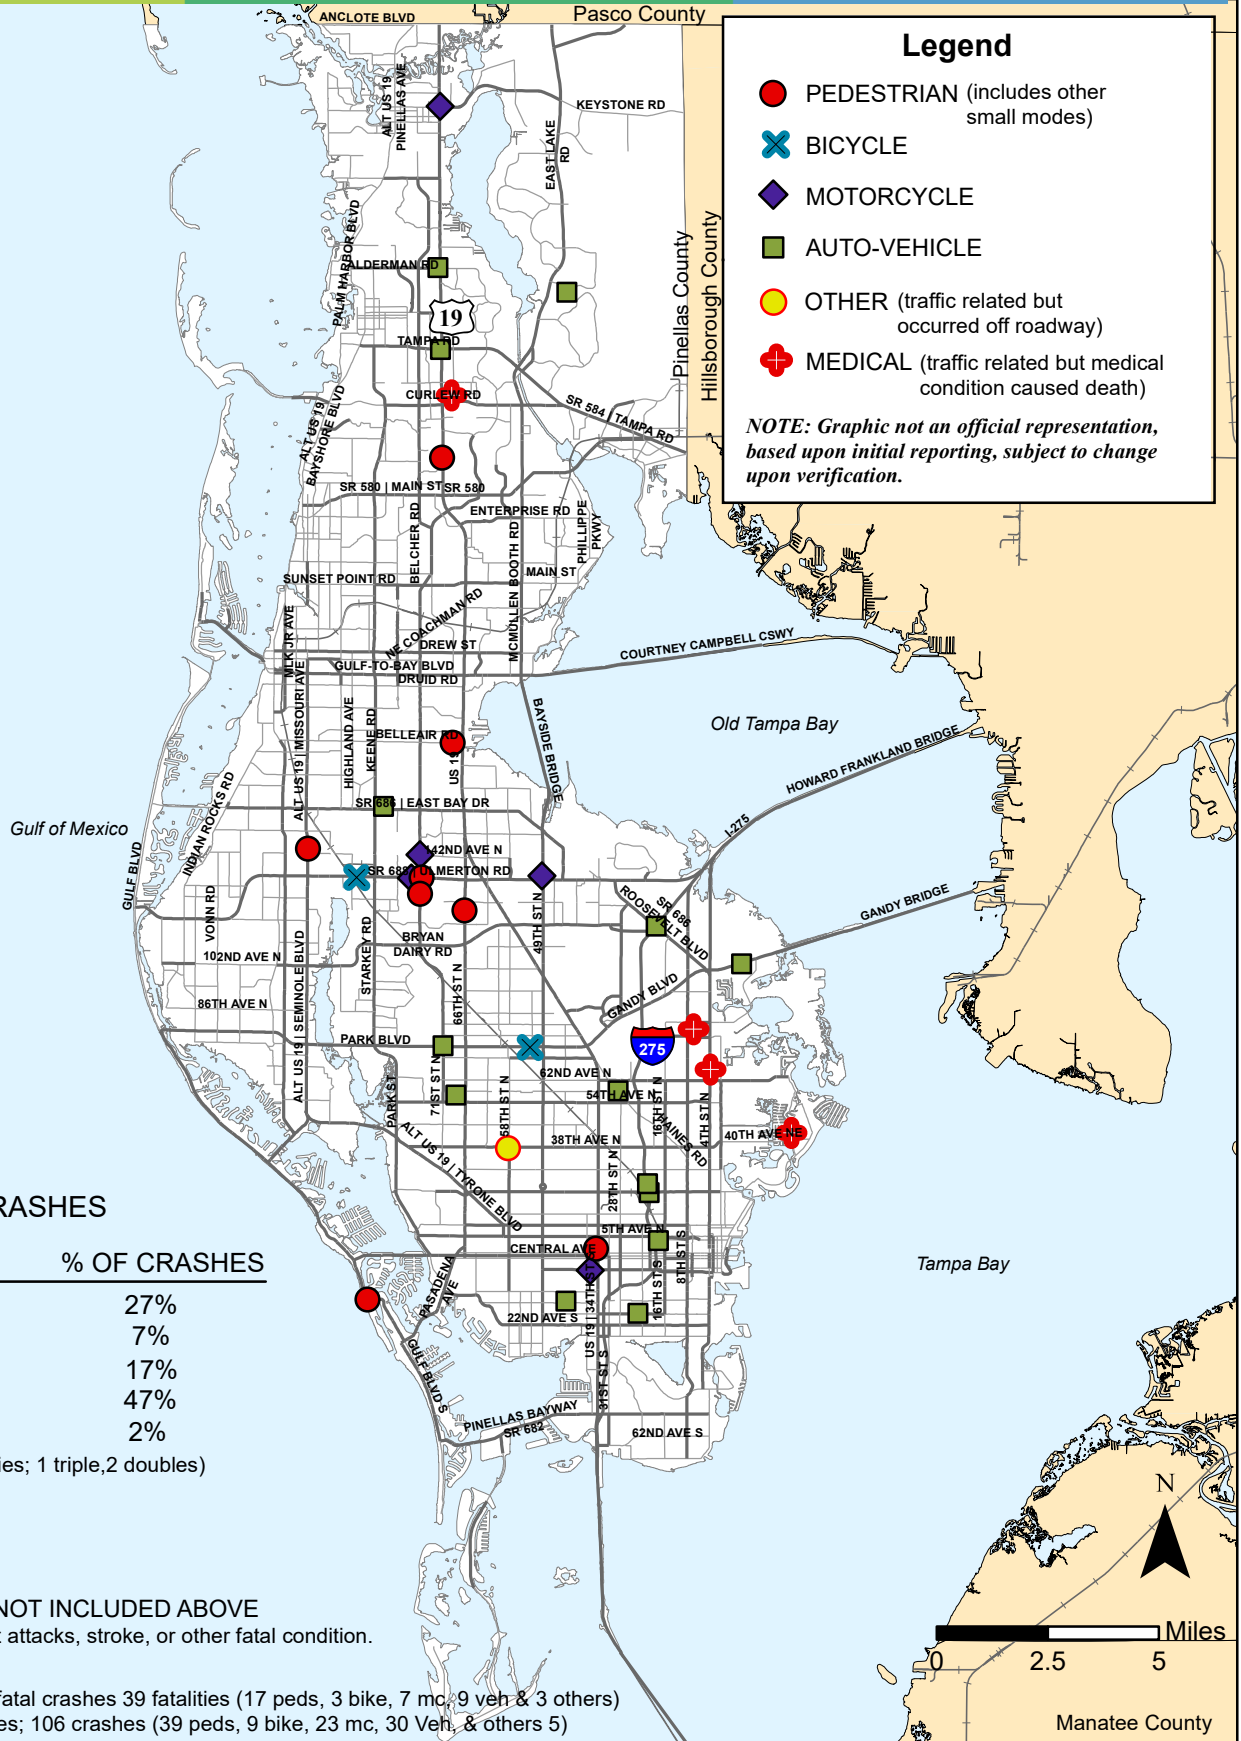 ANCLOTE BLVD
Pasco County
Legend
PEDESTRIAN (includes other
small modes)
BICYCLE
MOTORCYCLE
AUTO-VEHICLE
OTHER (traffic related but
occurred off roadway)
MEDICAL (traffic related but medical
condition caused death)
NOTE: Graphic not an official representation,
based upon initial reporting, subject to change
upon verification.
ALT US 19
PINELLAS AVE
KEYSTONE RD
EAST LAKE
RD
PALM HARBOR BLVD
ALDERMAN RD
19
Pinellas County
Hillsborough County
TAMPA RD
CURLEW RD
SR 584 | TAMPA RD
ALT US 19
BAYSHORE BLVD
SR 580 | MAIN ST
SR 580
ENTERPRISE RD
BELCHER RD
MCMULLEN BOOTH RD
PHILLIPPE
PKWY
MAIN ST
SUNSET POINT RD
NE COACHMAN RD
MLK JR AVE
DREW ST
COURTNEY CAMPBELL CSWY
GULF-TO-BAY BLVD
DRUID RD
ALT US 19 | MISSOURI AVE
HIGHLAND AVE
KEENE RD
BELLEAIR RD
US 19
BAYSIDE BRIDGE
Old Tampa Bay
HOWARD FRANKLAND BRIDGE
I-275
INDIAN ROCKS RD
SR 686 | EAST BAY DR
Gulf of Mexico
GULF BLVD
142ND AVE N
SR 688 | ULMERTON RD
VONN RD
STARKEY RD
49TH ST N
SR 686
ROOSEVELT BLVD
GANDY BRIDGE
BRYAN
DAIRY RD
102ND AVE N
ALT US 19 | SEMINOLE BLVD
66TH ST N
86TH AVE N
GANDY BLVD
PARK BLVD
275
62ND AVE N
71ST ST N
PARK ST
58TH ST N
54TH AVE N
16TH ST N
HAINES RD
4TH ST N
40TH AVE NE
38TH AVE N
ALT US 19 | TYRONE BLVD
28TH ST N
5TH AVE N
CENTRAL AVE
8TH ST S
16TH ST S
PASADENA
AVE
US 19 | 34TH ST
22ND AVE S
GULF BLVD S
31ST ST S
PINELLAS BAYWAY
SR 682
62ND AVE S
Tampa Bay
RASHES
% OF CRASHES
27%
7%
17%
47%
2%
ies; 1 triple,2 doubles)
NOT INCLUDED ABOVE
t attacks, stroke, or other fatal condition.
fatal crashes 39 fatalities (17 peds, 3 bike, 7 mc, 9 veh & 3 others)
es; 106 crashes (39 peds, 9 bike, 23 mc, 30 Veh, & others 5)
N
Miles
0 2.5 5
Manatee County